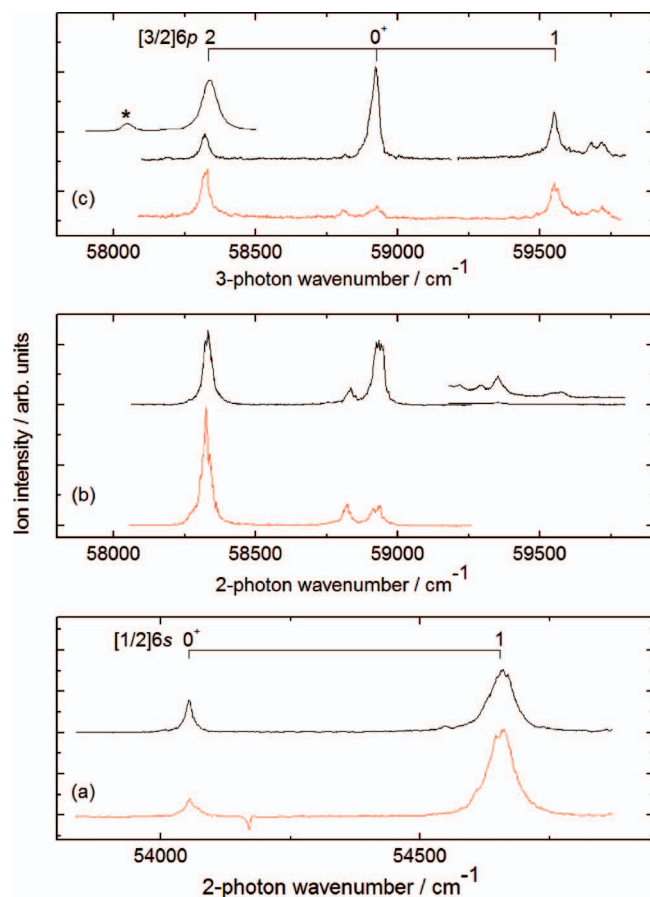 [3/2]6p 2 0⁺ 1
*
(c)
58000 58500 59000 59500
3-photon wavenumber / cm⁻¹
Ion intensity / arb. units
(b)
58000 58500 59000 59500
2-photon wavenumber / cm⁻¹
[1/2]6s 0⁺ 1
(a)
54000 54500
2-photon wavenumber / cm⁻¹